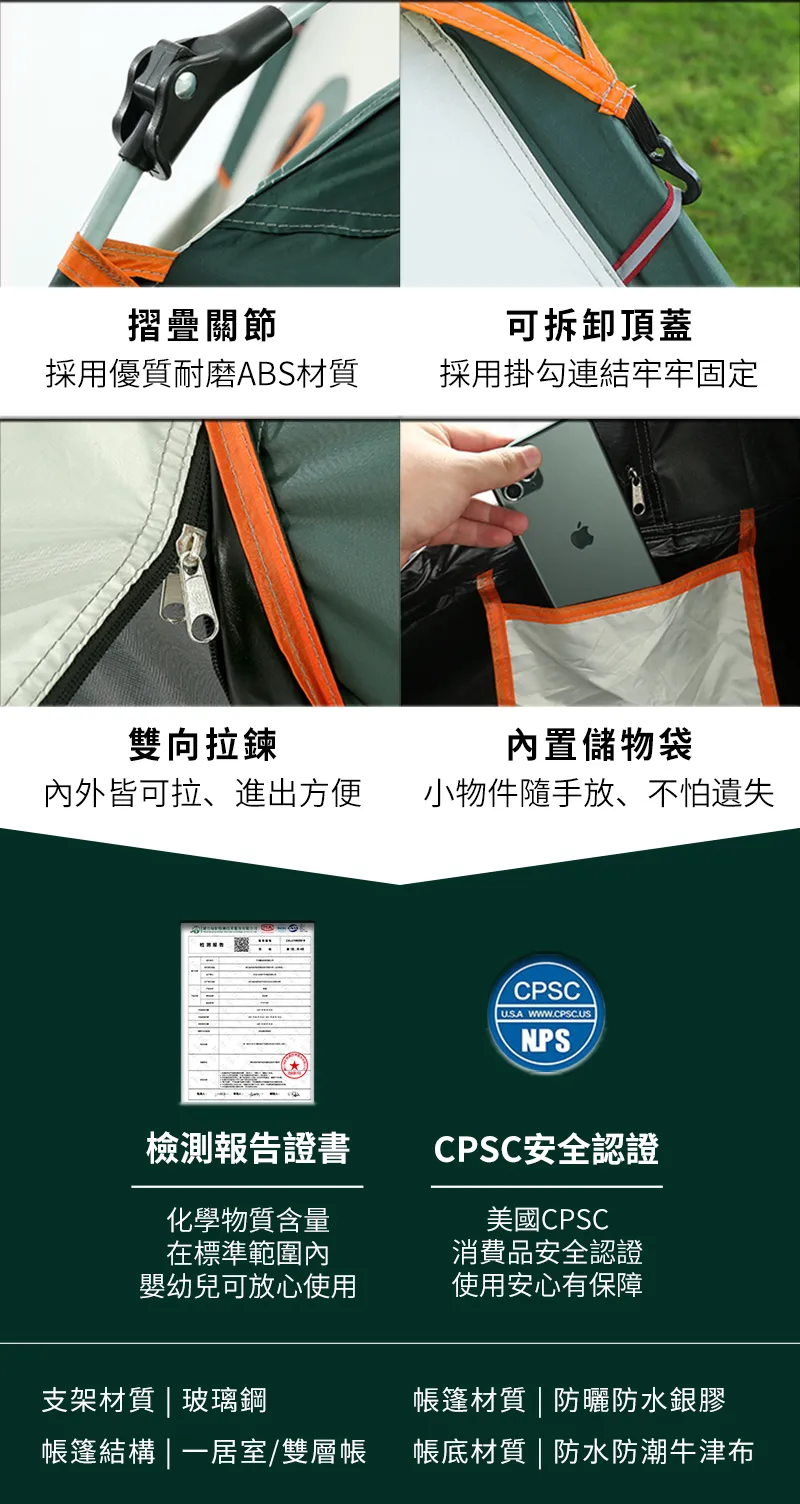 摺疊關節
採用優質耐磨ABS材質
可拆卸頂蓋
採用掛勾連結牢牢固定
雙向拉鍊
內外皆可拉、進出方便
內置儲物袋
小物件隨手放、不怕遺失
检测报告
CPSC
U.S.A WWW.CPSC.US
NPS
檢測報告證書
化學物質含量
在標準範圍內
嬰幼兒可放心使用
CPSC安全認證
美國CPSC
消費品安全認證
使用安心有保障
支架材質 | 玻璃鋼
帳篷材質 | 防曬防水銀膠
帳篷結構 | 一居室/雙層帳
帳底材質 | 防水防潮牛津布